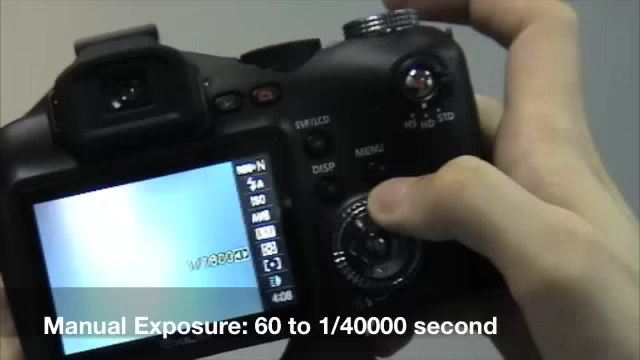 EVF/LCD
HS HD STD
DISP
MENU
N
A
ISO
AWB
4:08
Manual Exposure: 60 to 1/40000 second